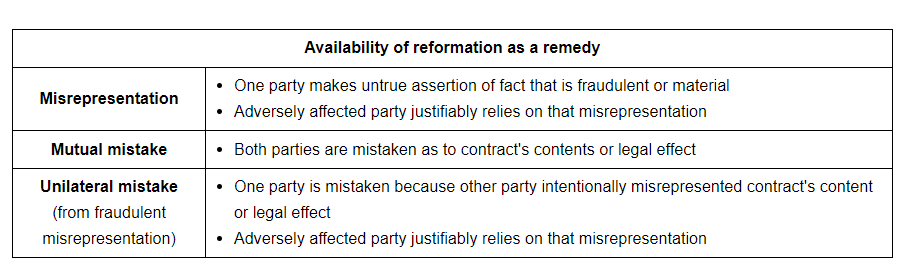 Availability of reformation as a remedy
Misrepresentation
• One party makes untrue assertion of fact that is fraudulent or material
• Adversely affected party justifiably relies on that misrepresentation
Mutual mistake
• Both parties are mistaken as to contract's contents or legal effect
Unilateral mistake
(from fraudulent
misrepresentation)
• One party is mistaken because other party intentionally misrepresented contract's content
or legal effect
• Adversely affected party justifiably relies on that misrepresentation